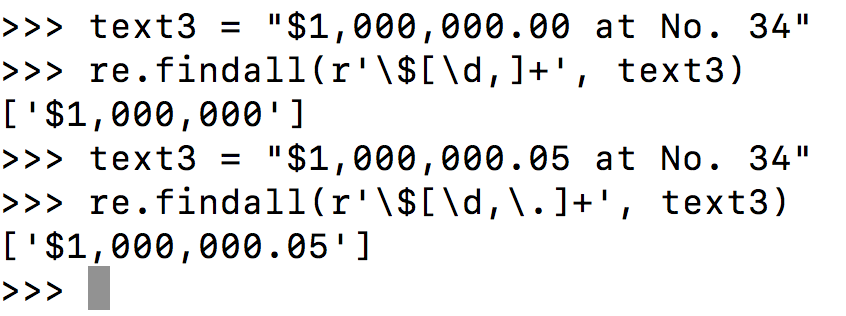 >>> text3 = "$1,000,000.00 at No. 34"
>>> re.findall(r'\$[\d,]+', text3)
['$1,000,000']
>>> text3 = "$1,000,000.05 at No. 34"
>>> re.findall(r'\$[\d,\.]+', text3)
['$1,000,000.05']
>>>